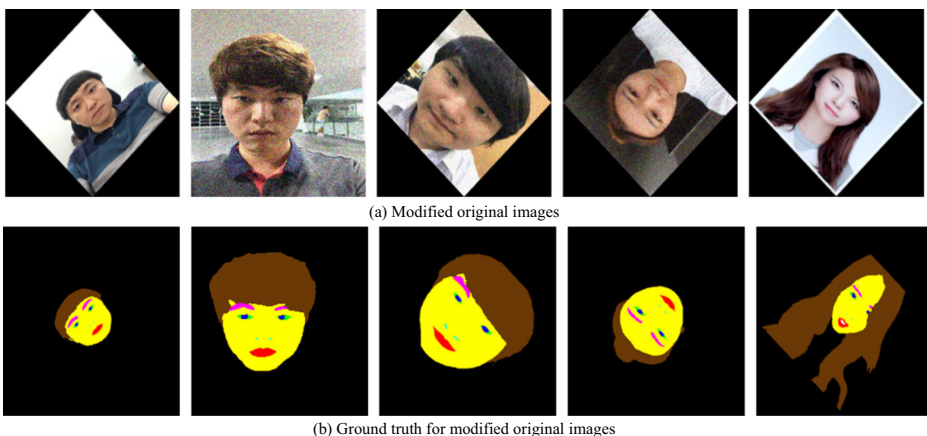 (a) Modified original images
(b) Ground truth for modified original images